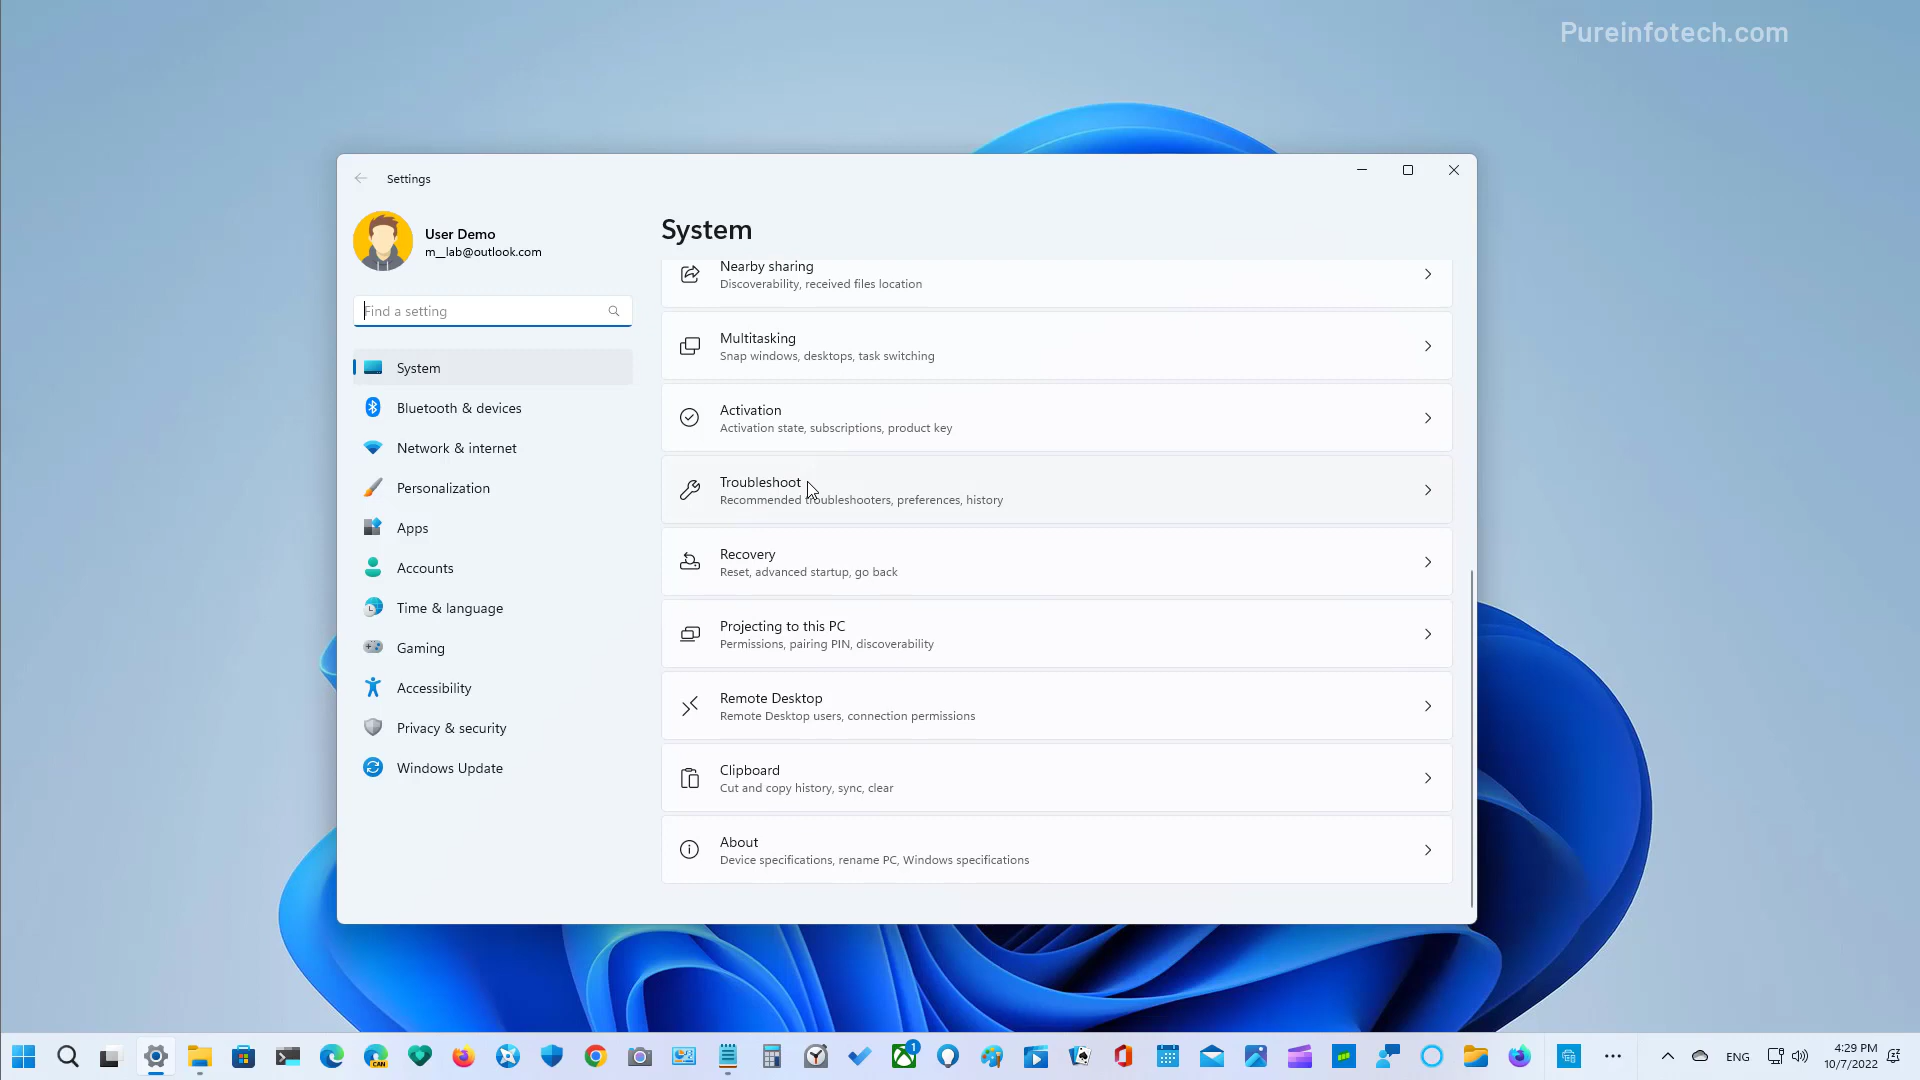 Pureinfotech.com
Settings
User Demo
m__lab@outlook.com
Find a setting
System
Bluetooth & devices
Network & internet
Personalization
Apps
Accounts
Time & language
Gaming
Accessibility
Privacy & security
Windows Update
System
Nearby sharing
Discoverability, received files location
Multitasking
Snap windows, desktops, task switching
Activation
Activation state, subscriptions, product key
Troubleshoot
Recommended troubleshooters, preferences, history
Recovery
Reset, advanced startup, go back
Projecting to this PC
Permissions, pairing PIN, discoverability
Remote Desktop
Remote Desktop users, connection permissions
Clipboard
Cut and copy history, sync, clear
About
Device specifications, rename PC, Windows specifications
CAN
1
ENG
4:29 PM
10/7/2022